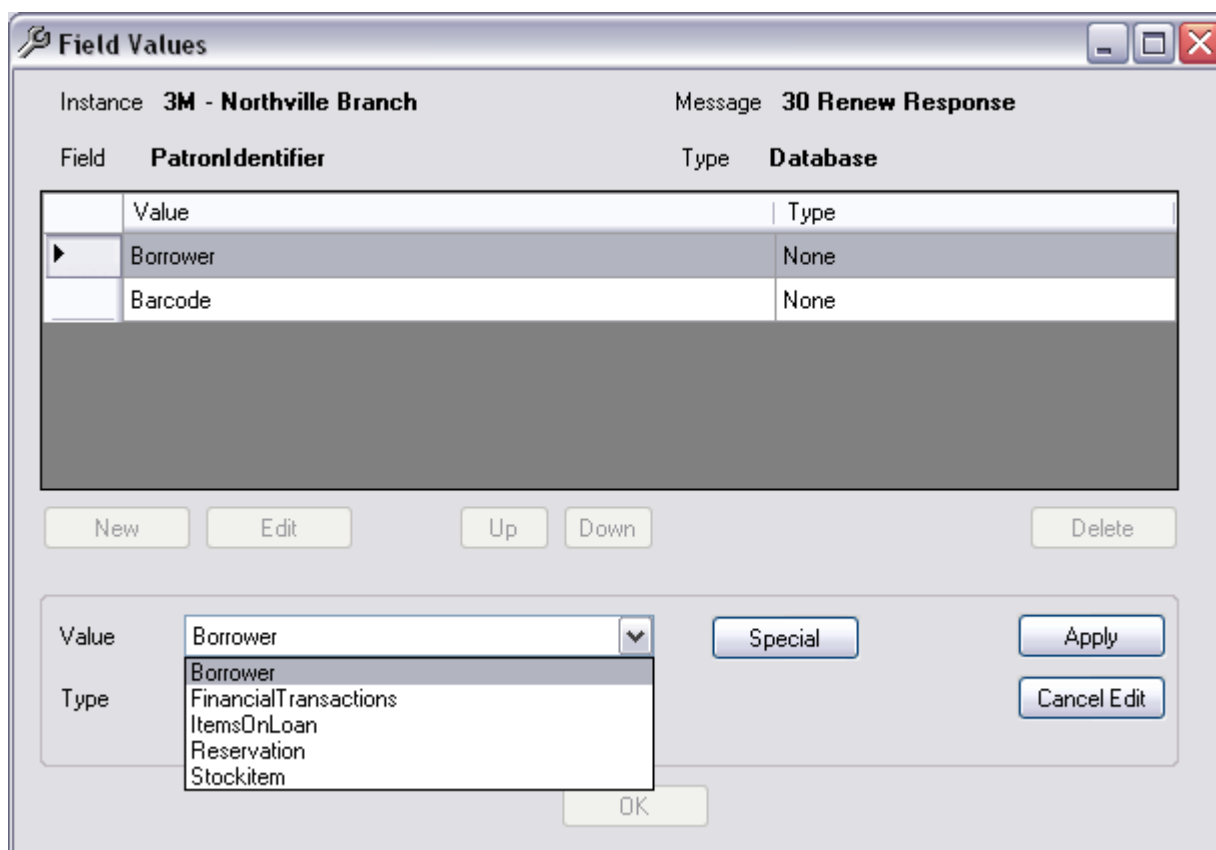 Field Values
Instance 3M - Northville Branch Message 30 Renew Response
Field PatronIdentifier Type Database
Value Type
Borrower None
Barcode None
New Edit Up Down Delete
Value Borrower Special Apply
Borrower
Type FinancialTransactions Cancel Edit
ItemsOnLoan
Reservation
Stockitem
OK